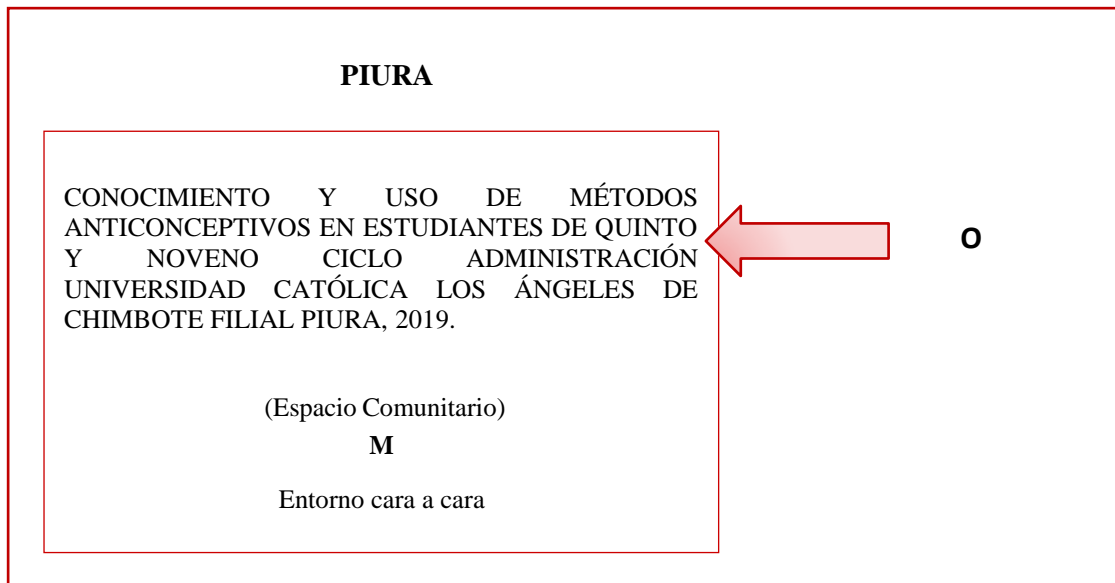 PIURA
CONOCIMIENTO Y USO DE MÉTODOS
ANTICONCEPTIVOS EN ESTUDIANTES DE QUINTO
Y NOVENO CICLO ADMINISTRACIÓN
UNIVERSIDAD CATÓLICA LOS ÁNGELES DE
CHIMBOTE FILIAL PIURA, 2019.
O
(Espacio Comunitario)
M
Entorno cara a cara